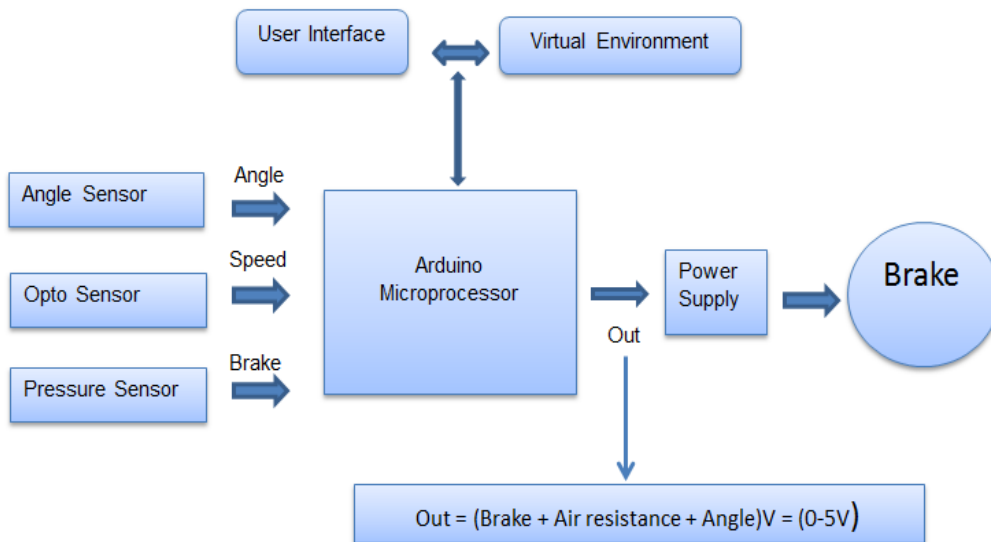 User Interface
Virtual Environment
Angle Sensor
Angle
Opto Sensor
Speed
Pressure Sensor
Brake
Arduino
Microprocessor
Out
Power
Supply
Brake
Out = (Brake + Air resistance + Angle)V = (0-5V)